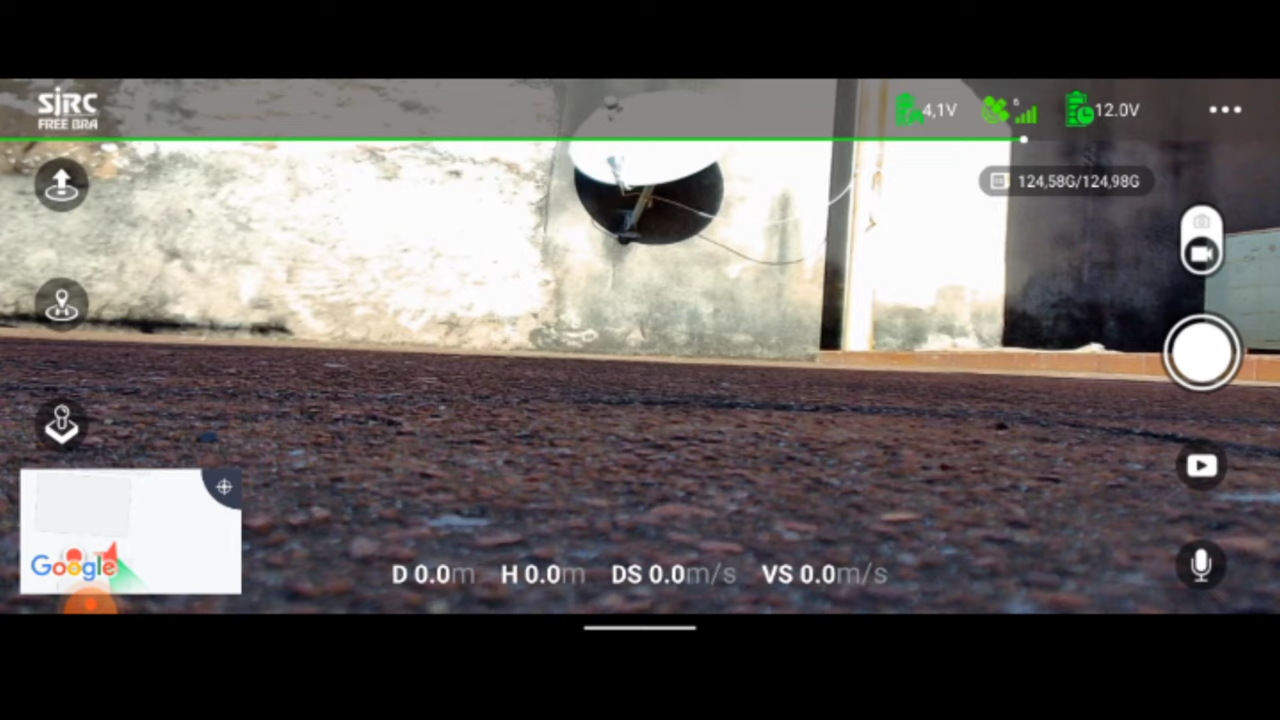 SJRC
FREE BRA
4,1V
6
12.0V
124,58G/124,98G
Google
D 0.0m H 0.0m DS 0.0m/s VS 0.0m/s